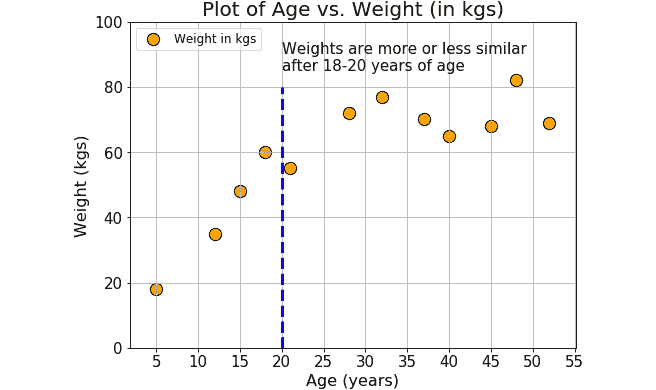 Plot of Age vs. Weight (in kgs)
100
Weight in kgs
Weights are more or less similar
after 18-20 years of age
80
60
Weight (kgs)
40
20
0
5 10 15 20 25 30 35 40 45 50 55
Age (years)